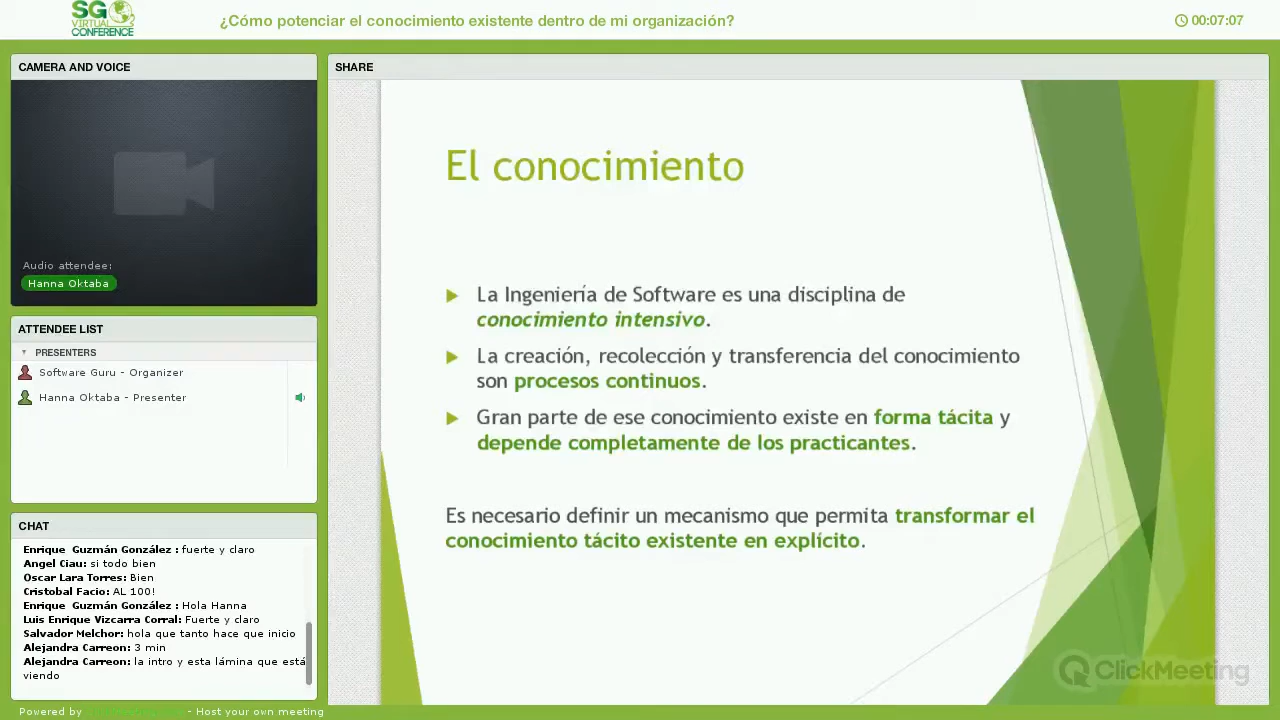 SG
VIRTUAL
CONFERENCE
¿Cómo potenciar el conocimiento existente dentro de mi organización?
00:07:07
CAMERA AND VOICE
Audio attendee:
Hanna Oktaba
ATTENDEE LIST
PRESENTERS
Software Guru - Organizer
Hanna Oktaba - Presenter
CHAT
Enrique Guzmán González : fuerte y claro
Angel Ciau: si todo bien
Oscar Lara Torres: Bien
Cristobal Facio: AL 100!
Enrique Guzmán González : Hola Hanna
Luis Enrique Vizcarra Corral: Fuerte y claro
Salvador Melchor: hola que tanto hace que inicio
Alejandra Carreon: 3 min
Alejandra Carreon: la intro y esta lámina que está
viendo
Powered by - Host your own meeting
SHARE
El conocimiento
La Ingeniería de Software es una disciplina de
conocimiento intensivo.
La creación, recolección y transferencia del conocimiento
son procesos continuos.
Gran parte de ese conocimiento existe en forma tácita y
depende completamente de los practicantes.
Es necesario definir un mecanismo que permita transformar el
conocimiento tácito existente en explícito.
ClickMeeting